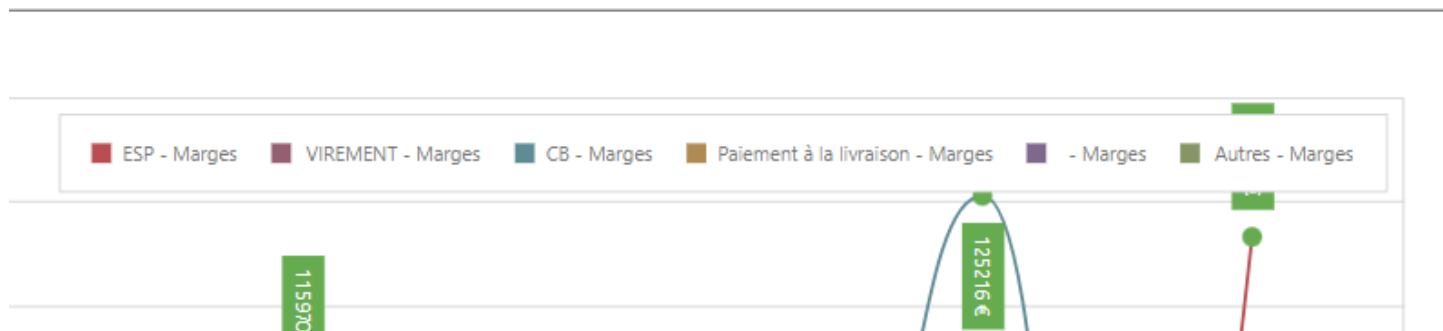 ESP - Marges VIREMENT - Marges CB - Marges Paiement à la livraison - Marges - Marges Autres - Marges
125216 €